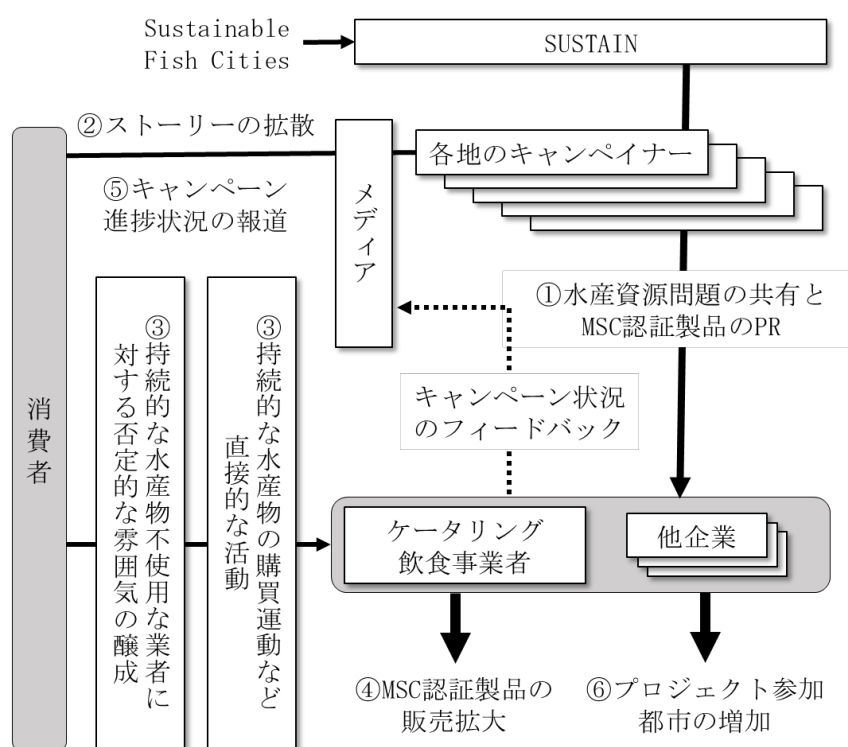 Sustainable
Fish Cities
SUSTAIN
②ストーリーの拡散
各地のキャンペイナー
⑤キャンペーン
進捗状況の報道
メディア
①水産資源問題の共有と
MSC認証製品のPR
消費者
③持続的な水産物不使用な業者に
対する否定的な雰囲気の醸成
③持続的な水産物の購買運動など
直接的な活動
キャンペーン状況
のフィードバック
ケータリング
飲食事業者
他企業
④MSC認証製品の
販売拡大
⑥プロジェクト参加
都市の増加